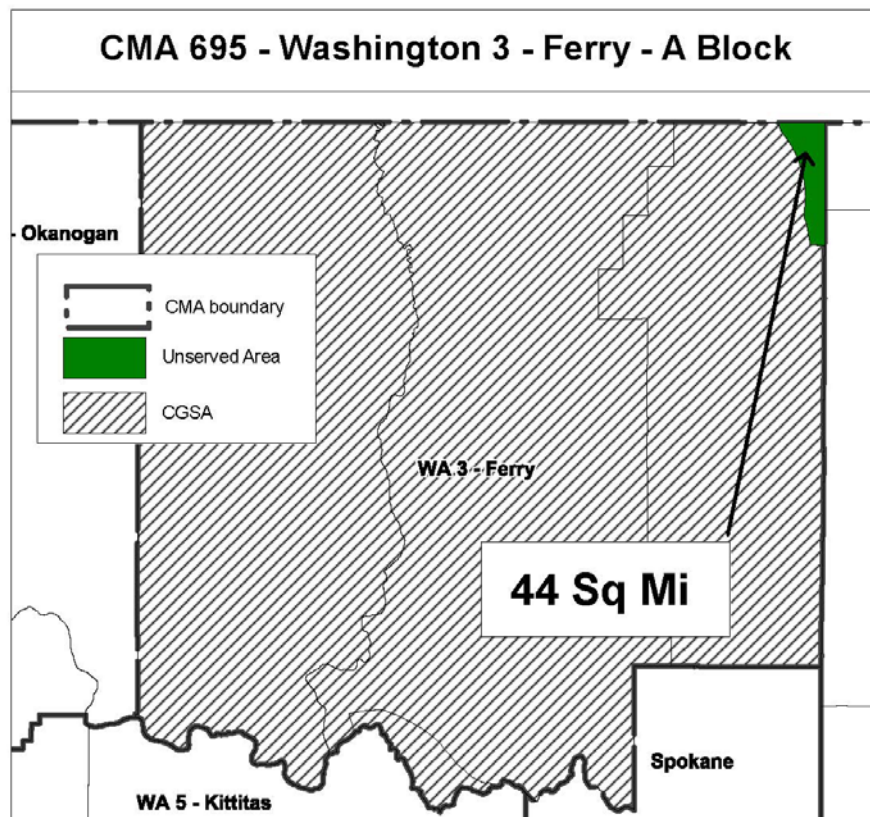 CMA 695 - Washington 3 - Ferry - A Block
- Okanogan
CMA boundary
Unserved Area
CGSA
WA 3 - Ferry
44 Sq Mi
Spokane
WA 5 - Kittitas